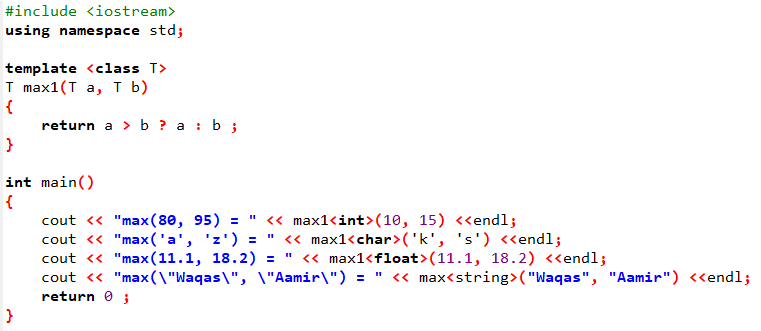 #include <iostream>
using namespace std;
template <class T>
T max1(T a, T b)
{
return a > b ? a : b ;
}
int main()
{
cout << "max(80, 95) = " << max1<int>(10, 15) <<endl;
cout << "max('a', 'z') = " << max1<char>('k', 's') <<endl;
cout << "max(11.1, 18.2) = " << max1<float>(11.1, 18.2) <<endl;
cout << "max(\"Waqas\", \"Aamir\") = " << max<string>("Waqas", "Aamir") <<endl;
return 0 ;
}